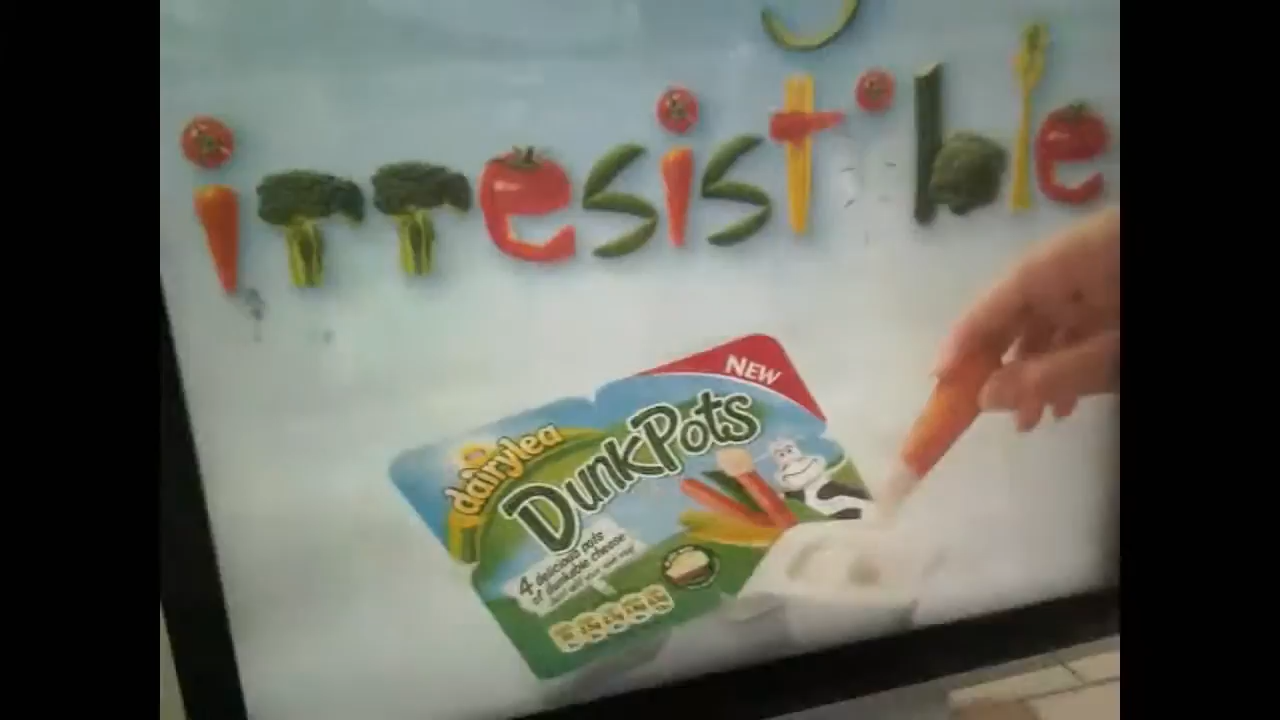 irresistible
NEW
dairylea
DunkPots
4 delicious pots
of dunkable cheese